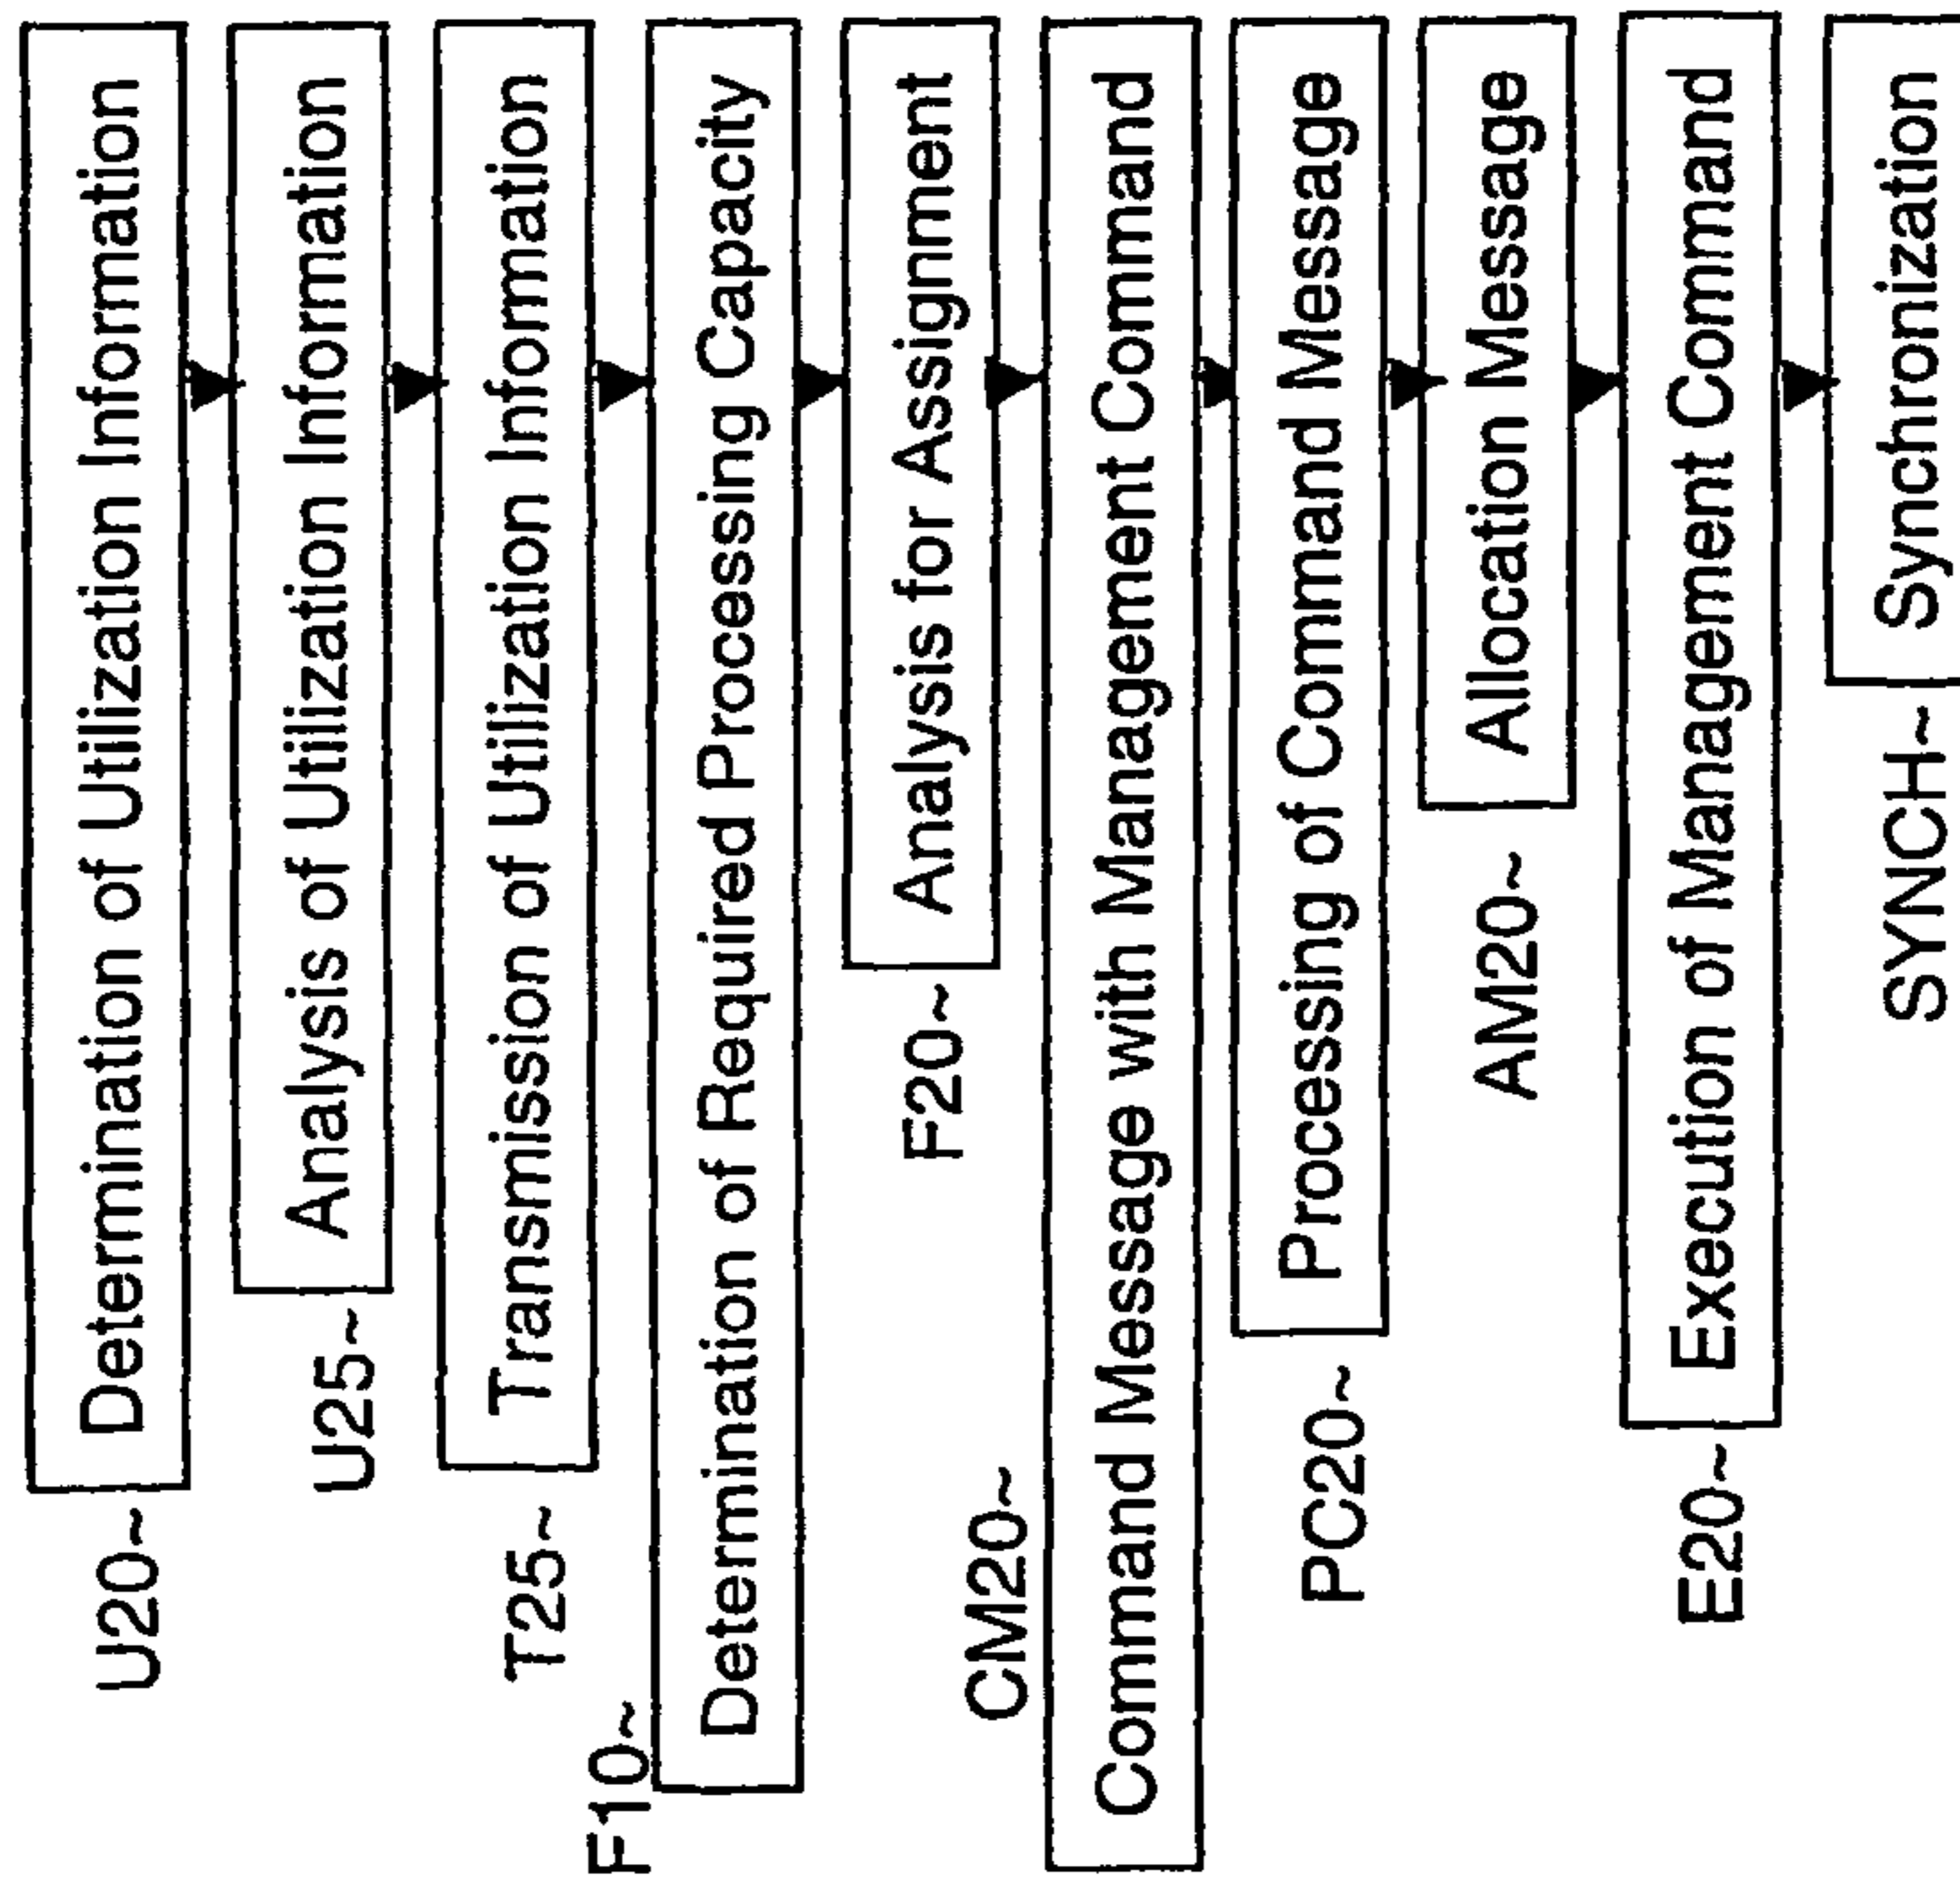 U20~ Determination of Utilization Information
U25~ Analysis of Utilization Information
T25~ Transmission of Utilization Information
F10~
Determination of Required Processing Capacity
F20~ Analysis for Assignment
CM20~
Command Message with Management Command
PC20~ Processing of Command Message
AM20~ Allocation Message
E20~ Execution of Management Command
SYNCH~ Synchronization